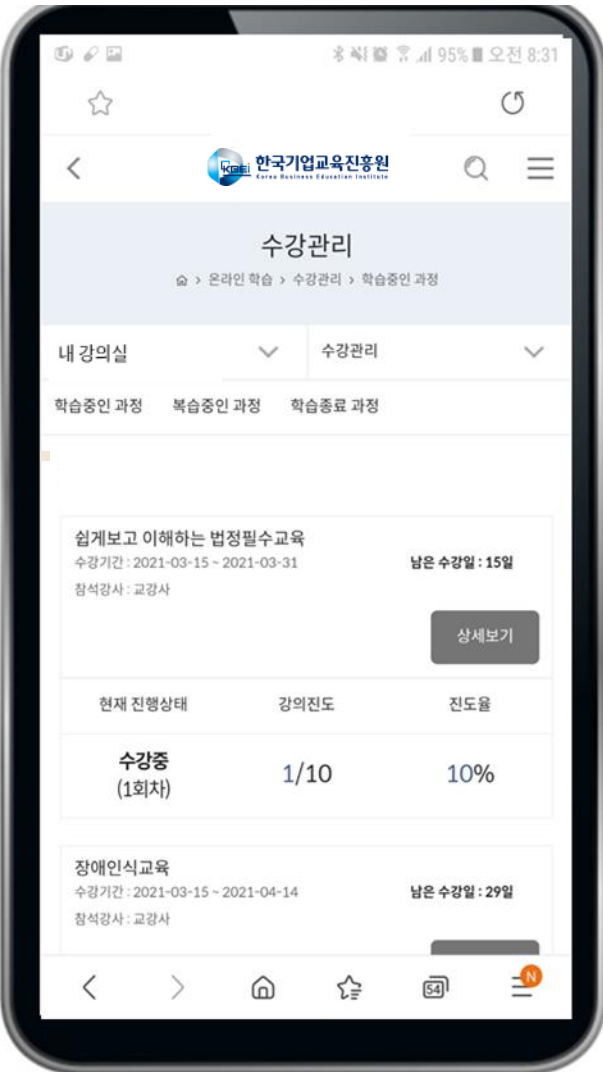 95% 오전 8:31
KGEI 한국기업교육진흥원
Korea Business Education Institute
수강관리
온라인 학습 > 수강관리 > 학습중인 과정
내 강의실 수강관리
학습중인 과정 복습중인 과정 학습종료 과정
쉽게보고 이해하는 법정필수교육
수강기간 : 2021-03-15 ~ 2021-03-31 남은 수강일 : 15일
참석강사 : 교강사
상세보기
현재 진행상태 강의진도 진도율
수강중 1/10 10%
(1회차)
장애인식교육
수강기간 : 2021-03-15 ~ 2021-04-14 남은 수강일 : 29일
참석강사 : 교강사
54 N